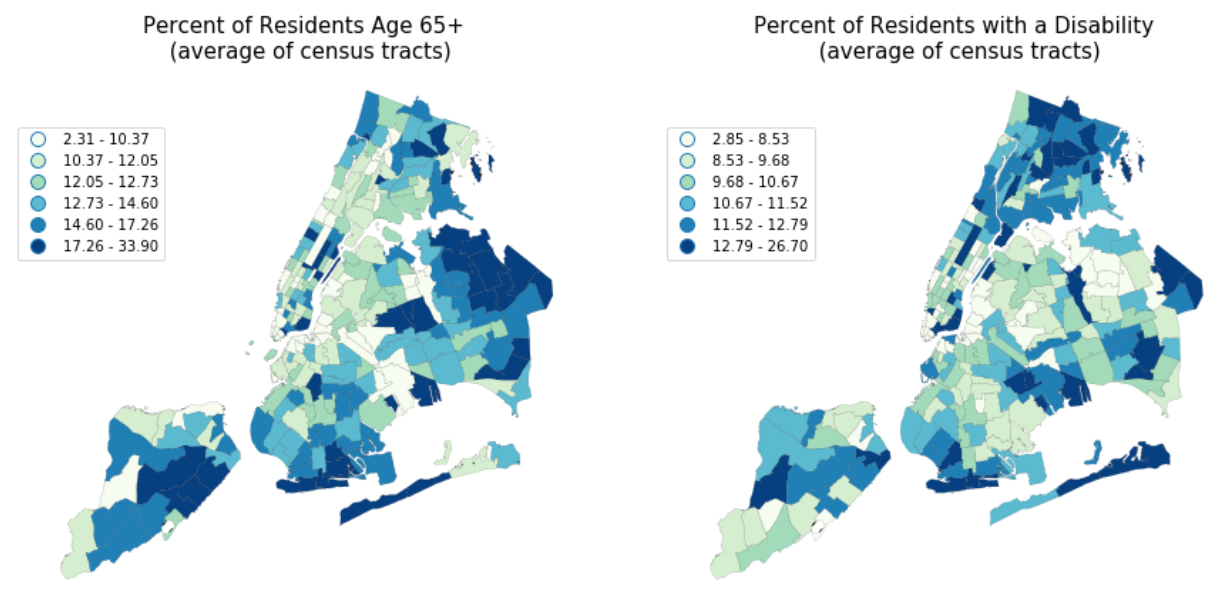 Percent of Residents Age 65+
(average of census tracts)
2.31 - 10.37
10.37 - 12.05
12.05 - 12.73
12.73 - 14.60
14.60 - 17.26
17.26 - 33.90
Percent of Residents with a Disability
(average of census tracts)
2.85 - 8.53
8.53 - 9.68
9.68 - 10.67
10.67 - 11.52
11.52 - 12.79
12.79 - 26.70